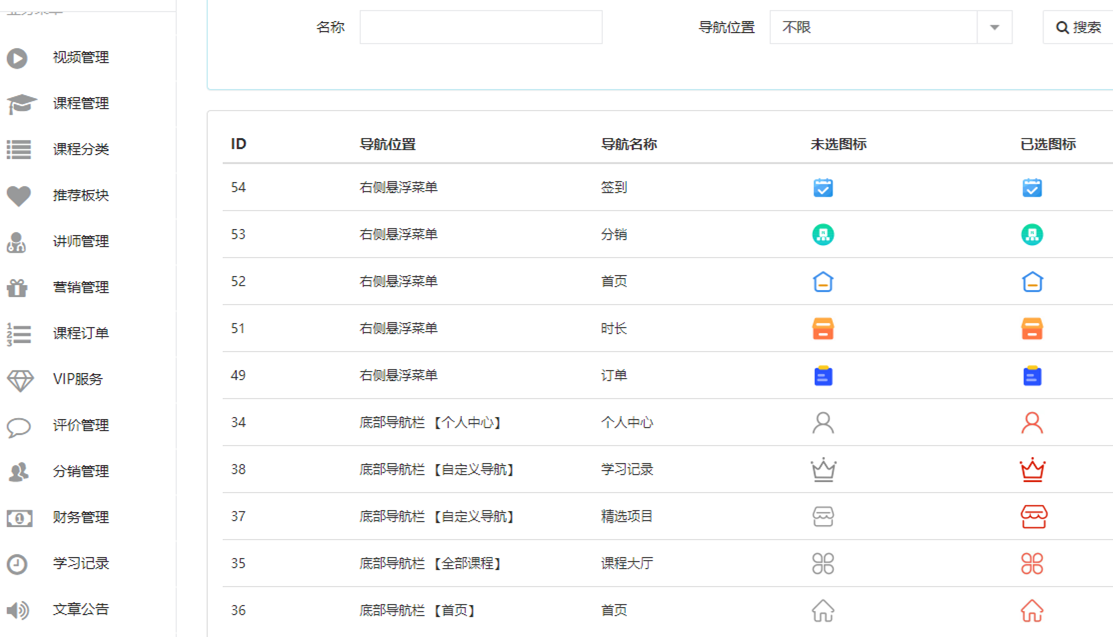 名称 导航位置 不限 搜索
视频管理
课程管理
课程分类
推荐板块
讲师管理
营销管理
课程订单
VIP服务
评价管理
分销管理
财务管理
学习记录
文章公告
ID 导航位置 导航名称 未选图标 已选图标
54 右侧悬浮菜单 签到
53 右侧悬浮菜单 分销
52 右侧悬浮菜单 首页
51 右侧悬浮菜单 时长
49 右侧悬浮菜单 订单
34 底部导航栏 【个人中心】 个人中心
38 底部导航栏 【自定义导航】 学习记录
37 底部导航栏 【自定义导航】 精选项目
35 底部导航栏 【全部课程】 课程大厅
36 底部导航栏 【首页】 首页